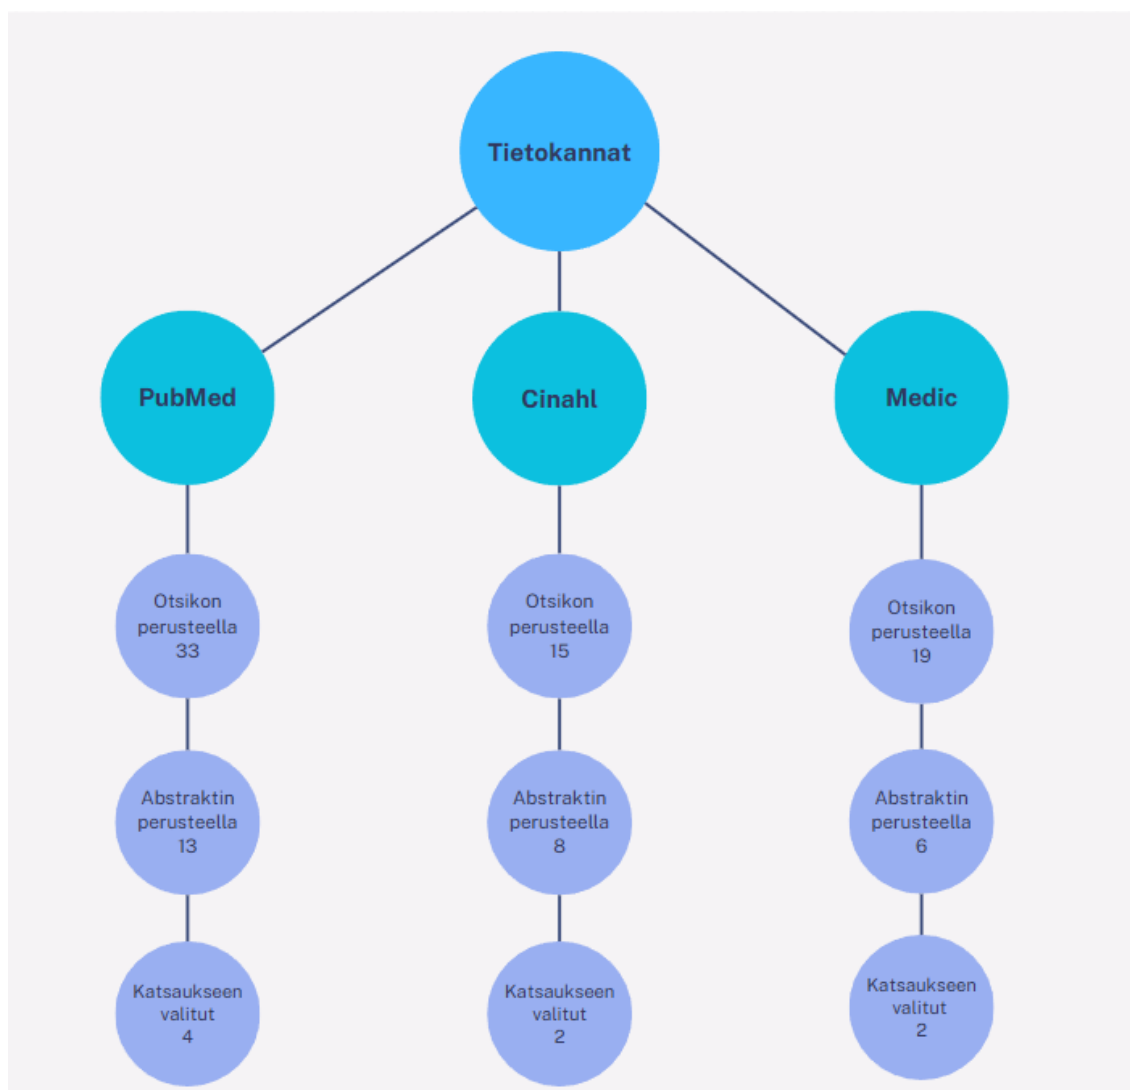 Tietokannat
PubMed
Cinahl
Medic
Otsikon
perusteella
33
Otsikon
perusteella
15
Otsikon
perusteella
19
Abstraktin
perusteella
13
Abstraktin
perusteella
8
Abstraktin
perusteella
6
Katsaukseen
valitut
4
Katsaukseen
valitut
2
Katsaukseen
valitut
2